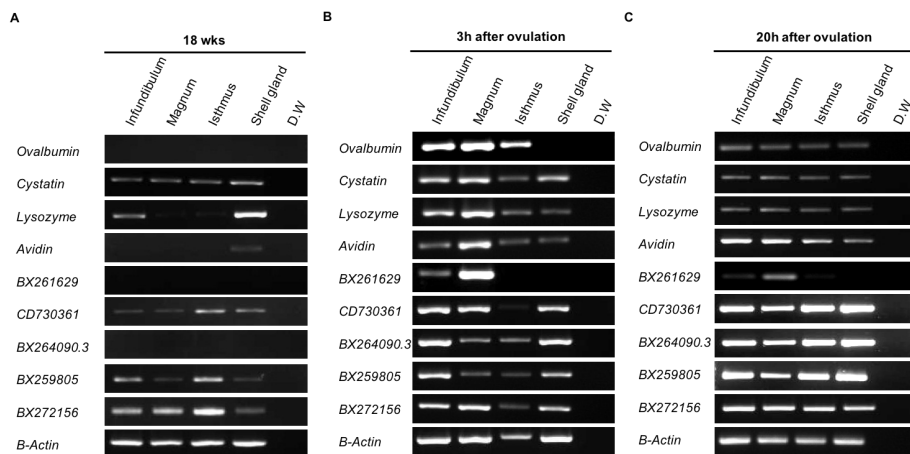 A
18 wks
Infundibulum
Magnum
Isthmus
Shell gland
D.W
Ovalbumin
Cystatin
Lysozyme
Avidin
BX261629
CD730361
BX264090.3
BX259805
BX272156
B-Actin
B
3h after ovulation
Infundibulum
Magnum
Isthmus
Shell gland
D.W
Ovalbumin
Cystatin
Lysozyme
Avidin
BX261629
CD730361
BX264090.3
BX259805
BX272156
B-Actin
C
20h after ovulation
Infundibulum
Magnum
Isthmus
Shell gland
D.W
Ovalbumin
Cystatin
Lysozyme
Avidin
BX261629
CD730361
BX264090.3
BX259805
BX272156
B-Actin